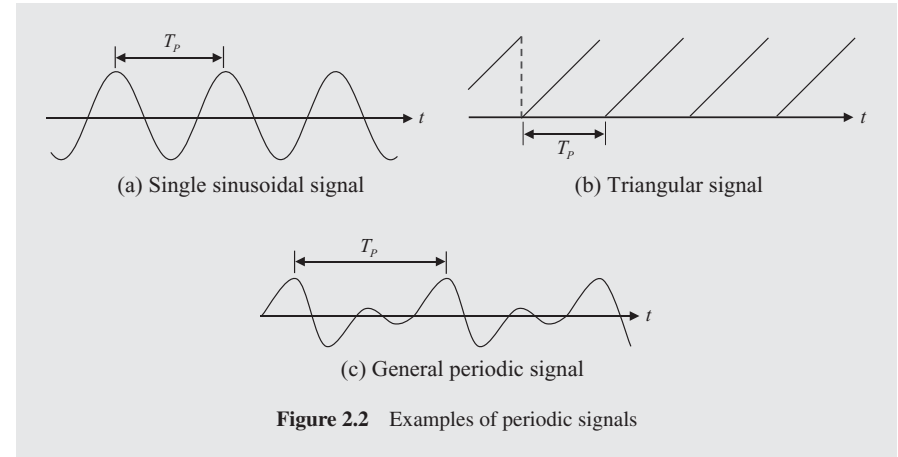 T_P
t
(a) Single sinusoidal signal
t
T_P
(b) Triangular signal
T_P
t
(c) General periodic signal
Figure 2.2 Examples of periodic signals